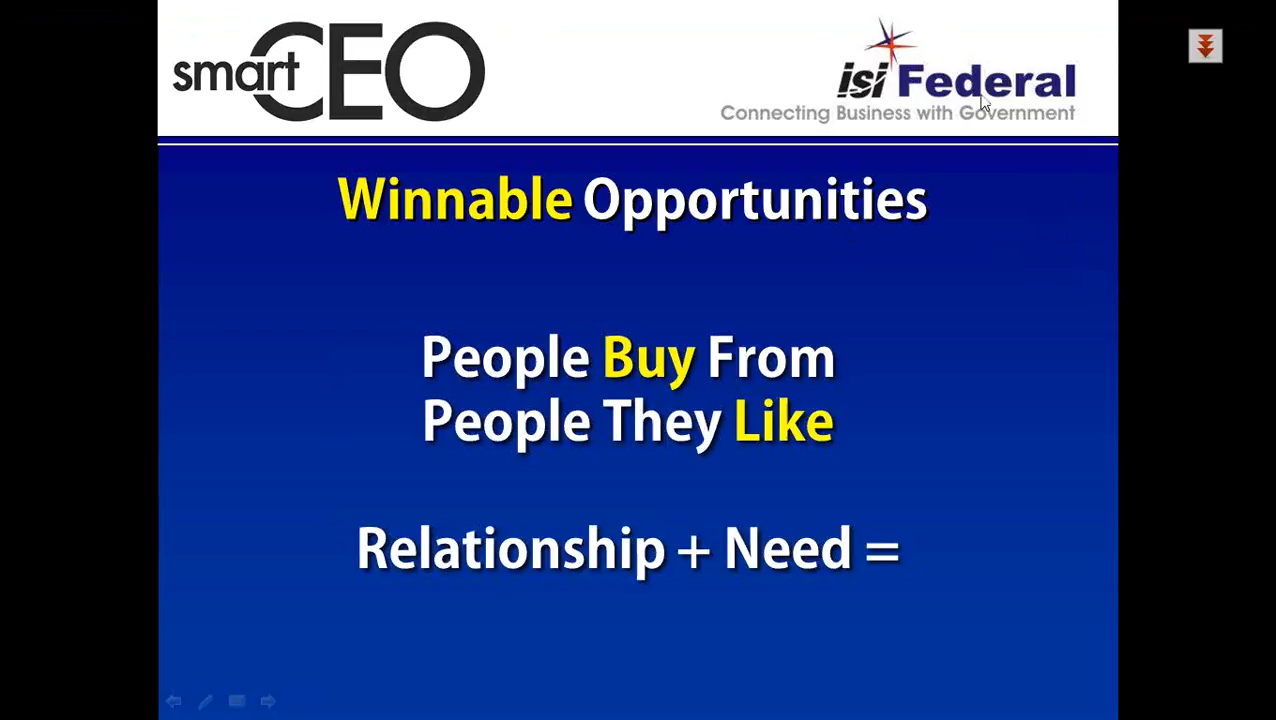 smartCEO
isi Federal
Connecting Business with Government
Winnable Opportunities
People Buy From
People They Like
Relationship + Need =